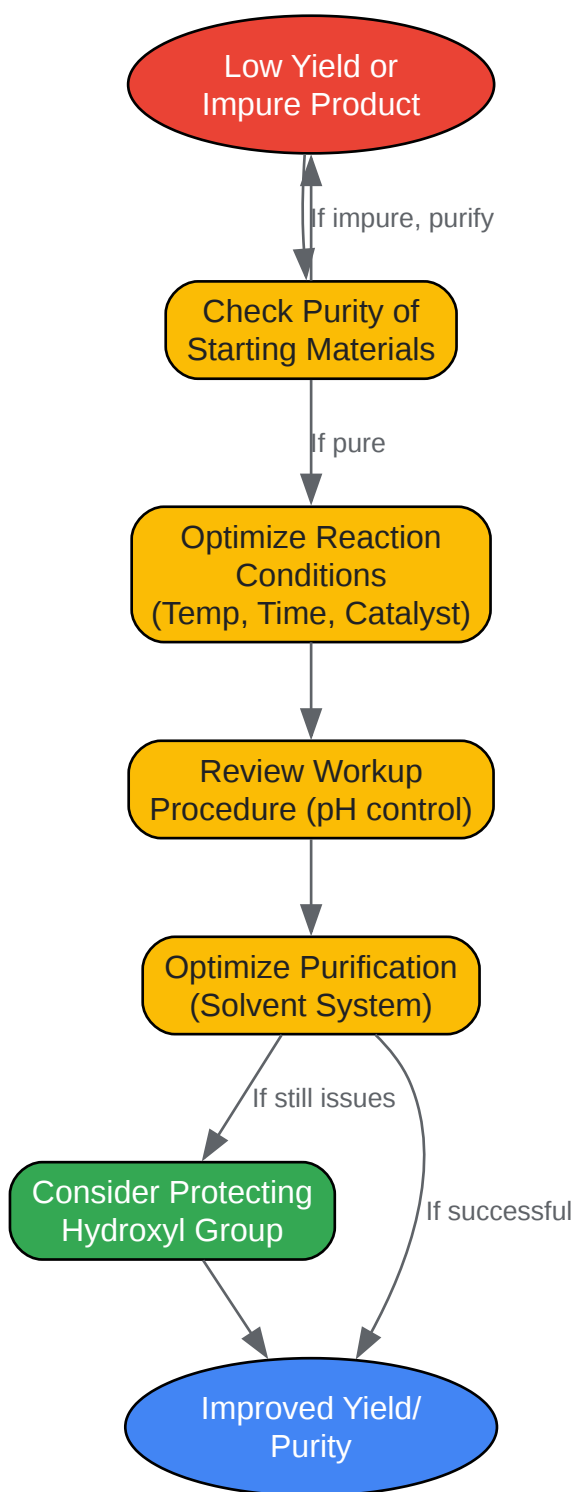 Low Yield or
Impure Product
If impure, purify
Check Purity of
Starting Materials
If pure
Optimize Reaction
Conditions
(Temp, Time, Catalyst)
Review Workup
Procedure (pH control)
Optimize Purification
(Solvent System)
If still issues
Consider Protecting
Hydroxyl Group
If successful
Improved Yield/
Purity